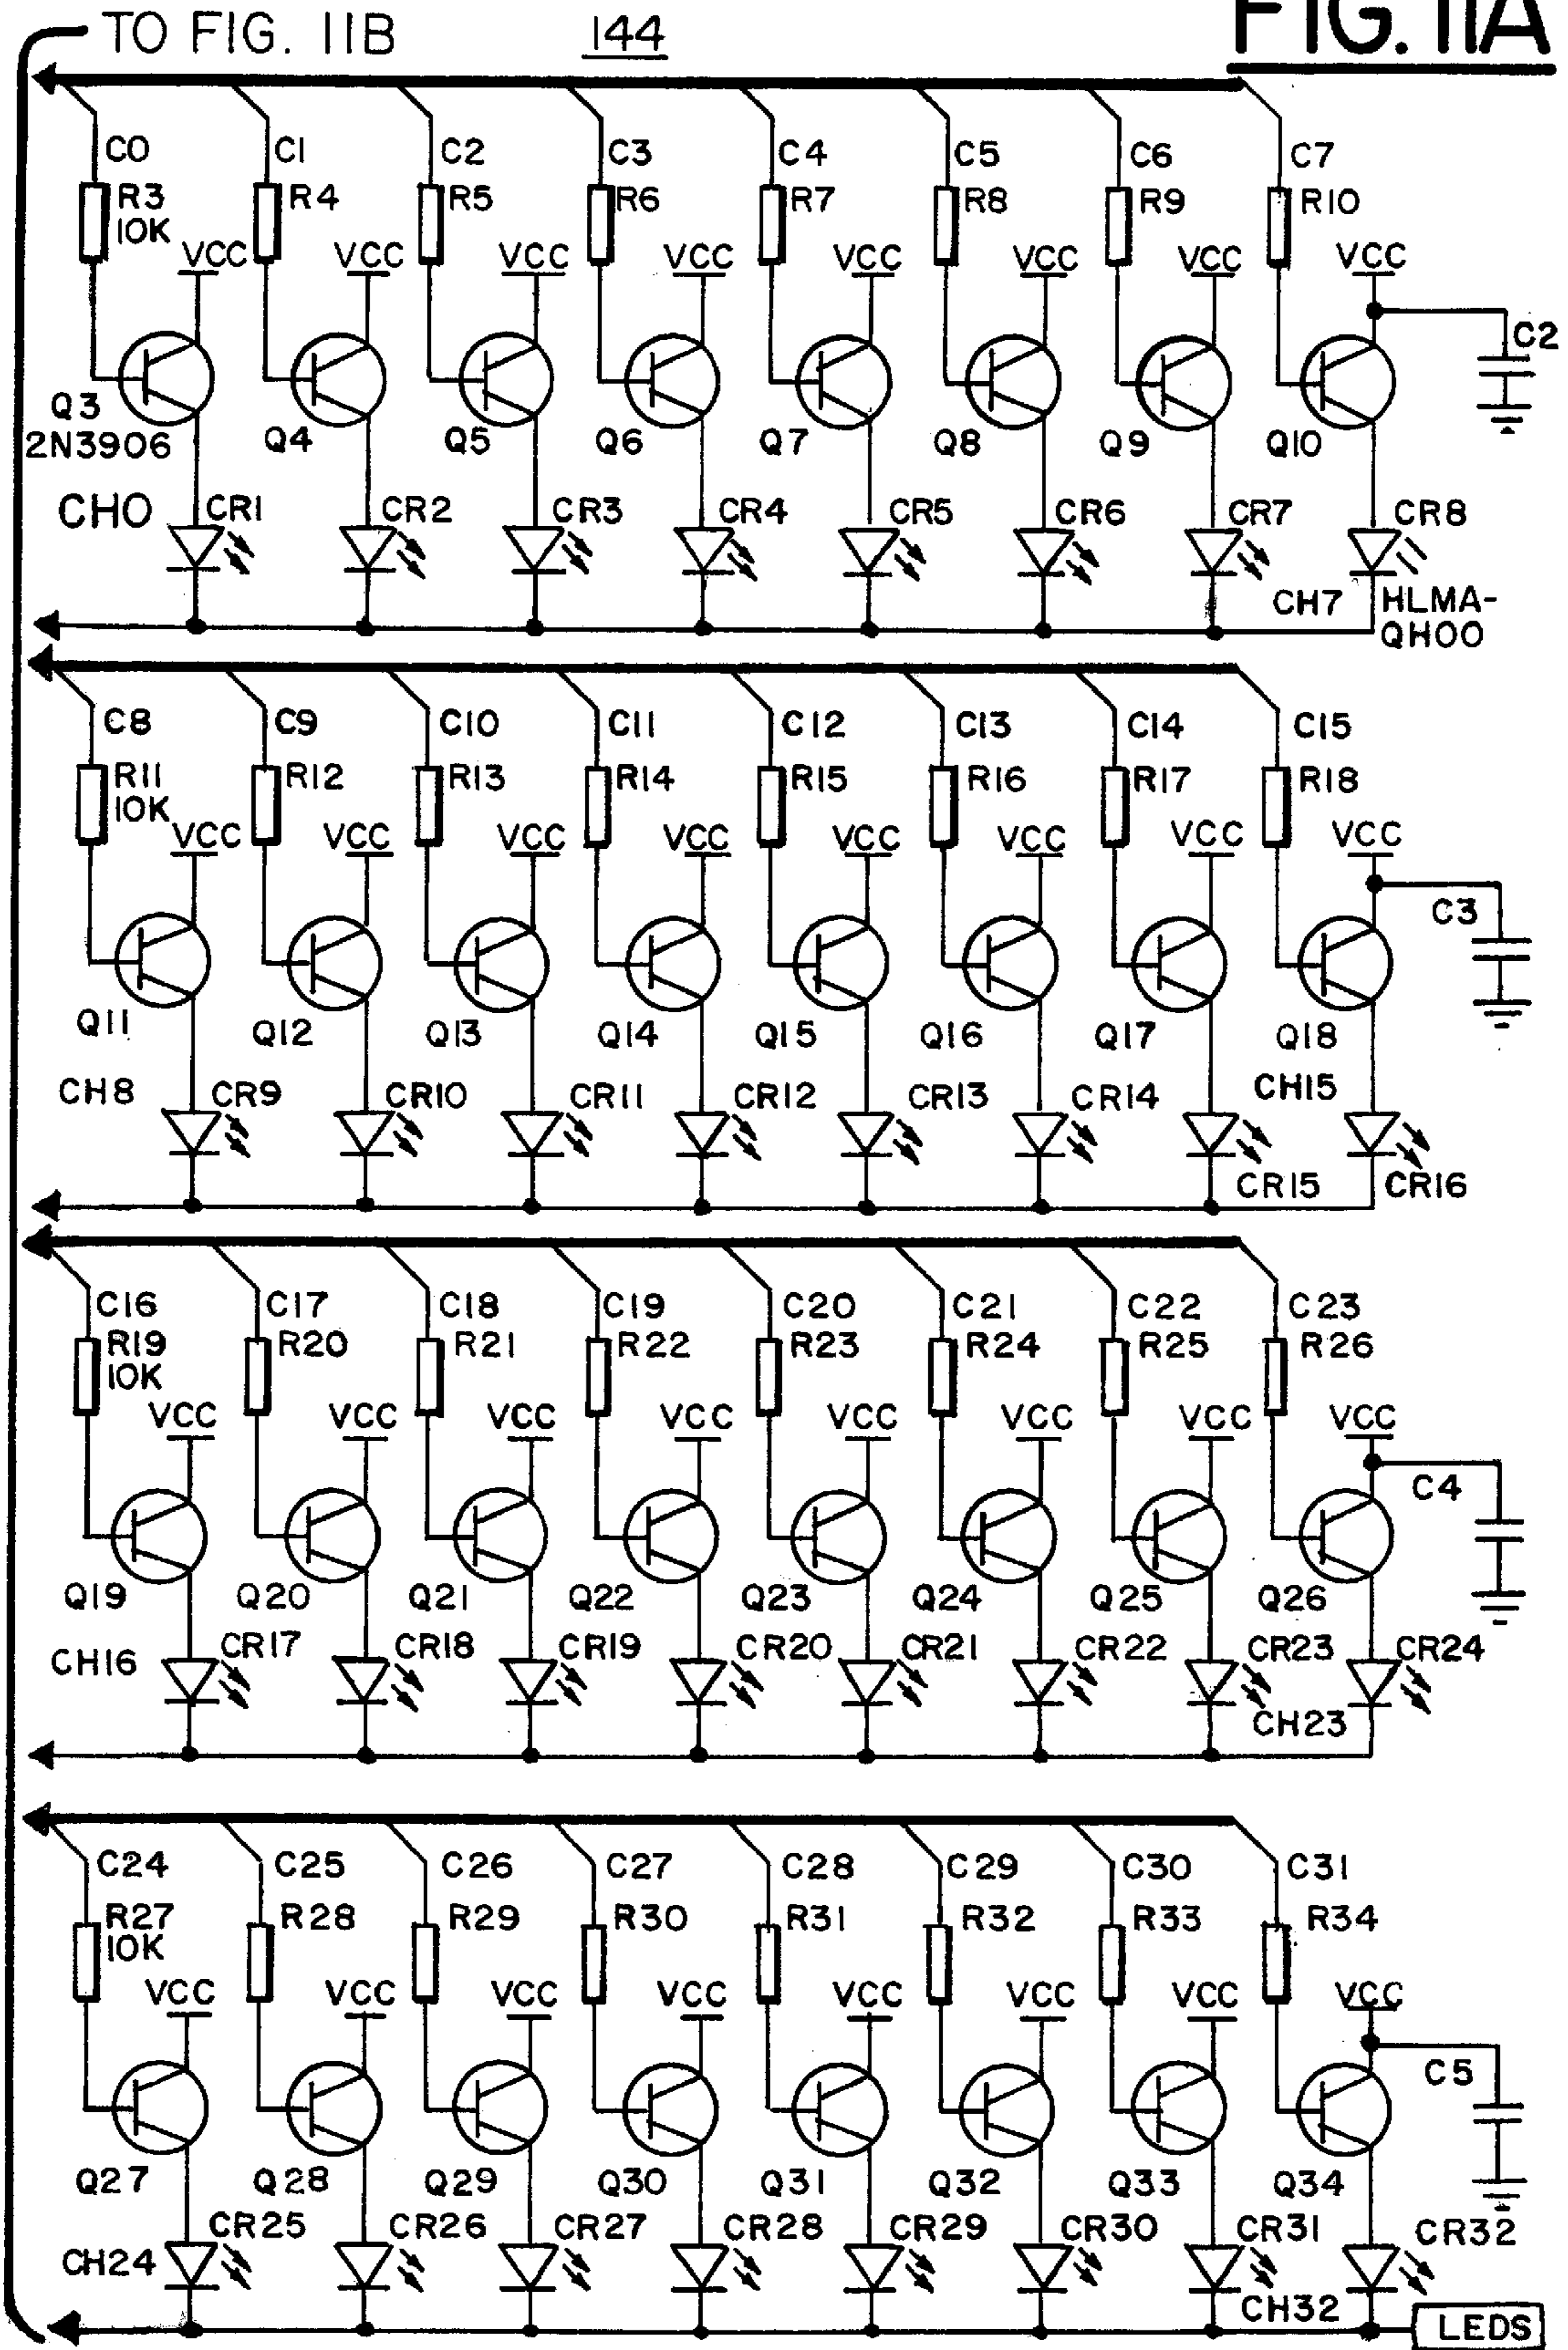 TO FIG. 11B 144 FIG. 11A
C0 C1 C2 C3 C4 C5 C6 C7
R3 R4 R5 R6 R7 R8 R9 R10
10K
VCC VCC VCC VCC VCC VCC VCC VCC
C2
Q3 Q4 Q5 Q6 Q7 Q8 Q9 Q10
2N3906
CH0 CR1 CR2 CR3 CR4 CR5 CR6 CR7 CR8
CH7 HLMA-
QH00
C8 C9 C10 C11 C12 C13 C14 C15
R11 R12 R13 R14 R15 R16 R17 R18
10K
VCC VCC VCC VCC VCC VCC VCC VCC
C3
Q11 Q12 Q13 Q14 Q15 Q16 Q17 Q18
CH8 CR9 CR10 CR11 CR12 CR13 CR14 CH15
CR15 CR16
C16 C17 C18 C19 C20 C21 C22 C23
R19 R20 R21 R22 R23 R24 R25 R26
10K
VCC VCC VCC VCC VCC VCC VCC VCC
C4
Q19 Q20 Q21 Q22 Q23 Q24 Q25 Q26
CH16 CR17 CR18 CR19 CR20 CR21 CR22 CR23 CR24
CH23
C24 C25 C26 C27 C28 C29 C30 C31
R27 R28 R29 R30 R31 R32 R33 R34
10K
VCC VCC VCC VCC VCC VCC VCC VCC
C5
Q27 Q28 Q29 Q30 Q31 Q32 Q33 Q34
CH24 CR25 CR26 CR27 CR28 CR29 CR30 CR31 CR32
CH32
LEDS